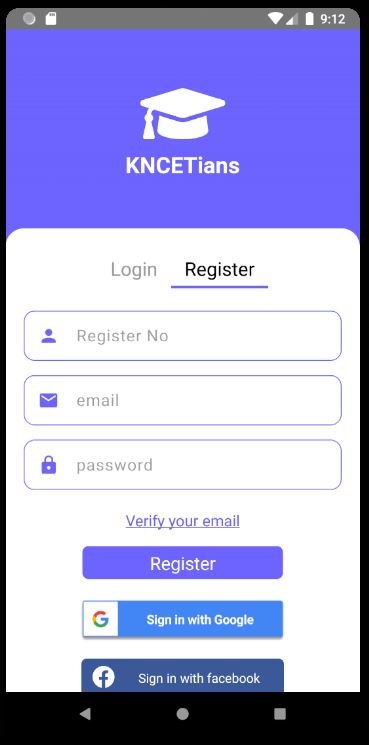 9:12
KNCETians
Login Register
Register No
email
password
Verify your email
Register
G Sign in with Google
f Sign in with facebook